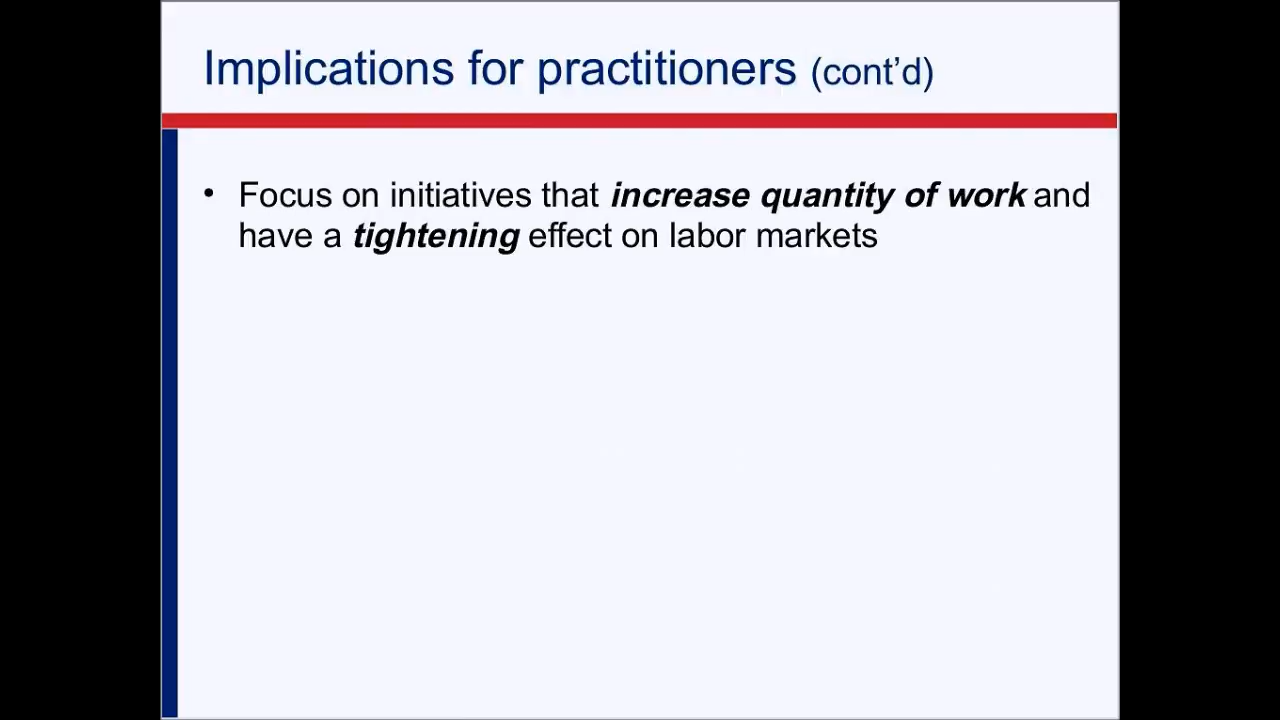 Implications for practitioners (cont’d)
• Focus on initiatives that increase quantity of work and
have a tightening effect on labor markets